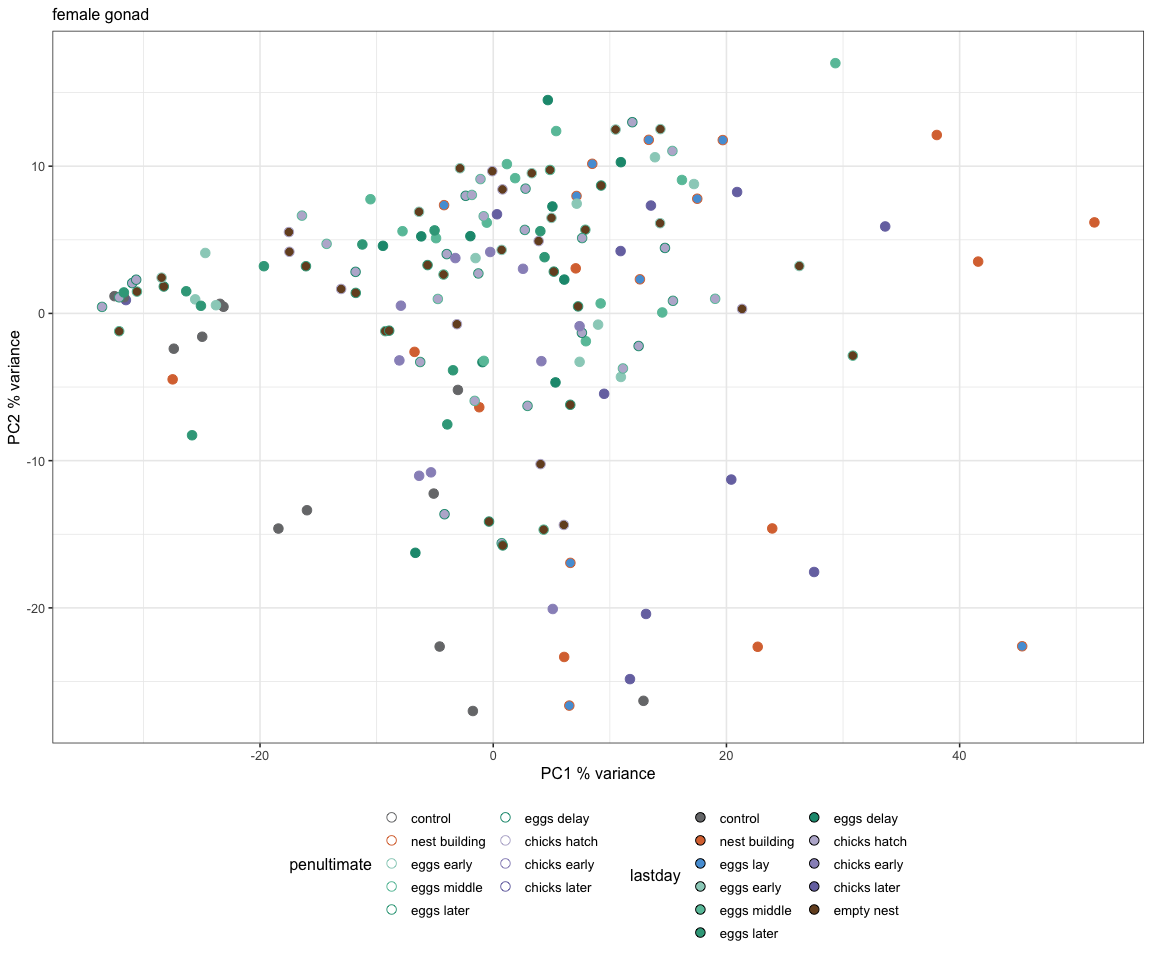 female gonad
10
0
-10
-20
PC2 % variance
-20
0
20
40
PC1 % variance
penultimate
control
nest building
eggs early
eggs middle
eggs later
eggs delay
chicks hatch
chicks early
chicks later
lastday
control
nest building
eggs lay
eggs early
eggs middle
eggs later
eggs delay
chicks hatch
chicks early
chicks later
empty nest